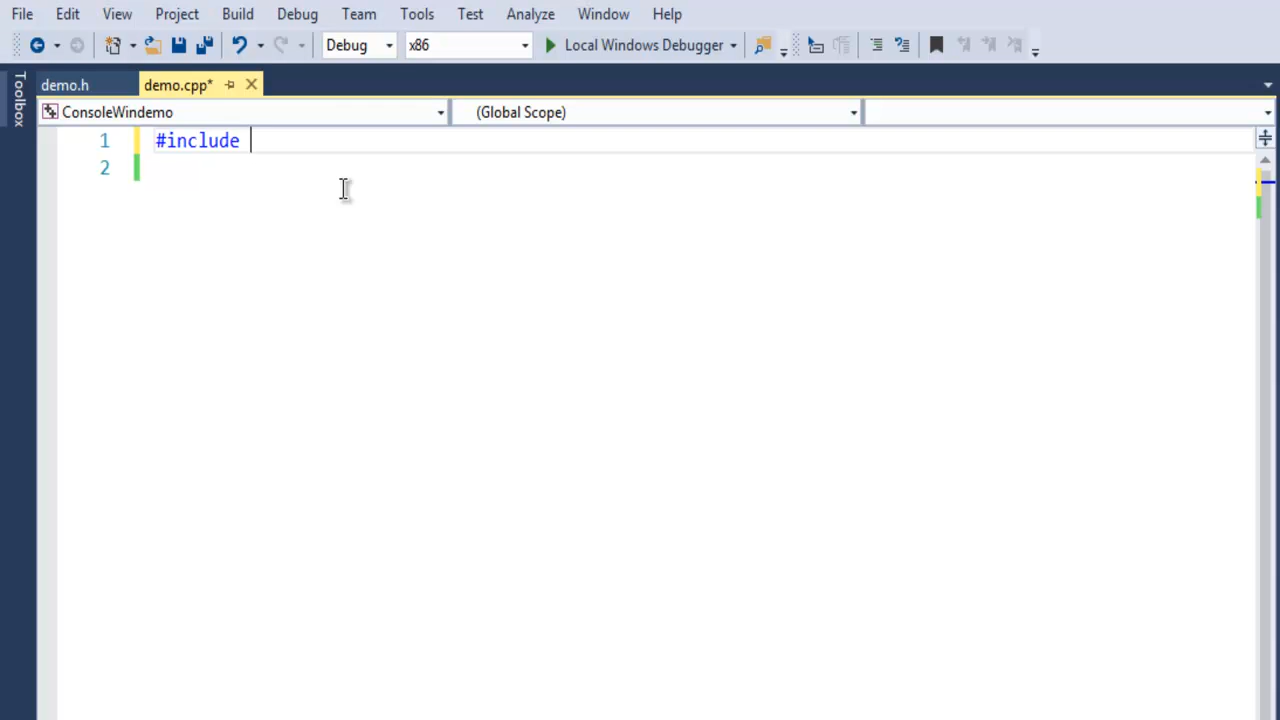 File Edit View Project Build Debug Team Tools Test Analyze Window Help
Debug x86 Local Windows Debugger
Toolbox
demo.h demo.cpp*
ConsoleWindemo (Global Scope)
1 #include
2